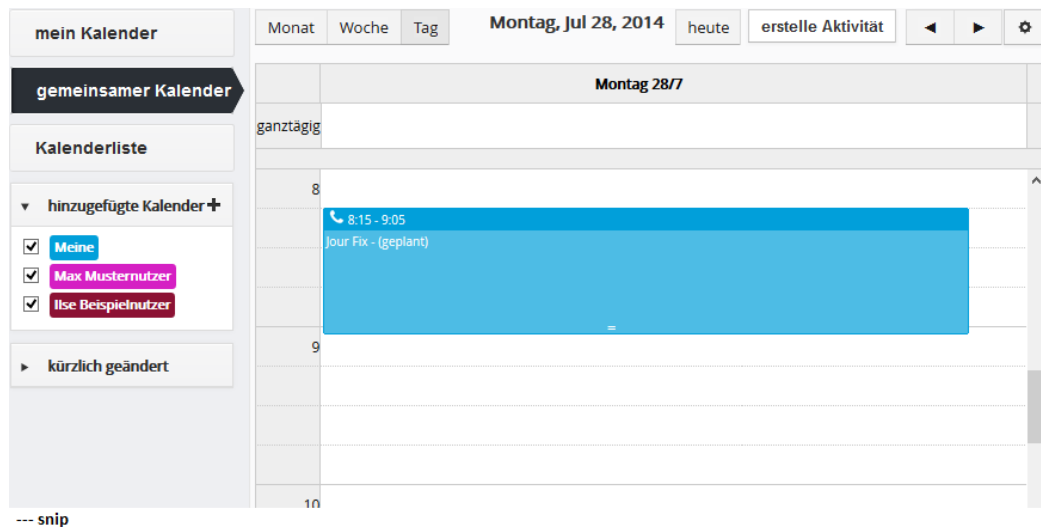 mein Kalender
gemeinsamer Kalender
Kalenderliste
hinzugefügte Kalender
Meine
Max Musternutzer
Ilse Beispielnutzer
kürzlich geändert
Monat Woche Tag Montag, Jul 28, 2014 heute erstelle Aktivität
Montag 28/7
ganztägig
8
8:15 - 9:05
Jour Fix - (geplant)
9
10
--- snip